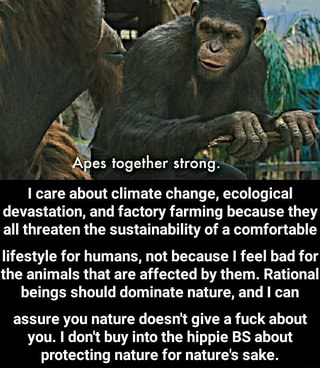 Apes together strong.
I care about climate change, ecological
devastation, and factory farming because they
all threaten the sustainability of a comfortable
lifestyle for humans, not because I feel bad for
the animals that are affected by them. Rational
beings should dominate nature, and I can
assure you nature doesn't give a fuck about
you. I don't buy into the hippie BS about
protecting nature for nature's sake.